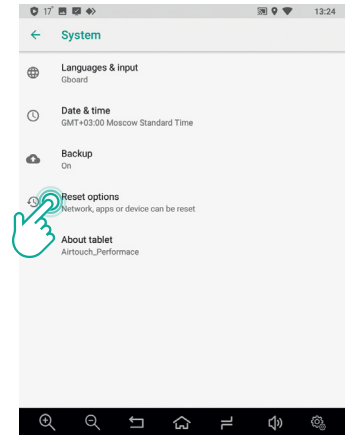 17° 13:24
System
Languages & input
Gboard
Date & time
GMT+03:00 Moscow Standard Time
Backup
On
Reset options
Network, apps or device can be reset
About tablet
Airtouch_Performace